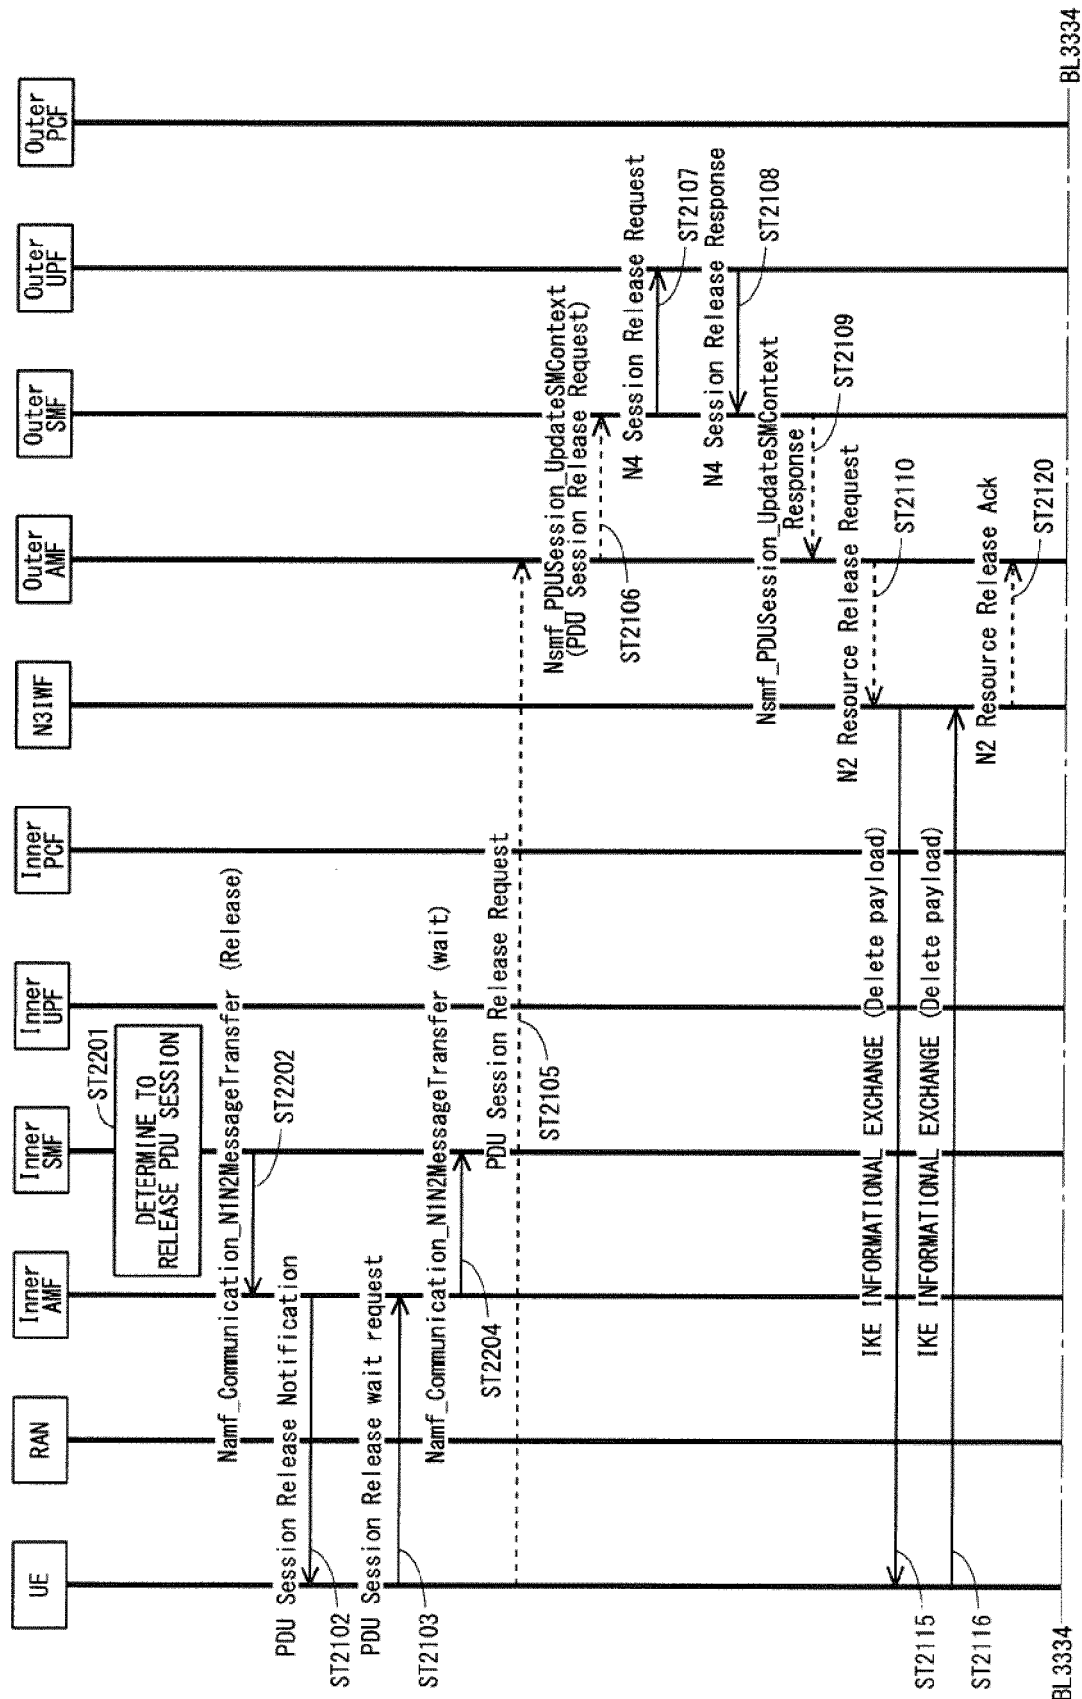 UE
RAN
Inner
AMF
Inner
SMF
Inner
UPF
Inner
PCF
N3IWF
Outer
AMF
Outer
SMF
Outer
UPF
Outer
PCF
ST2201
DETERMINE TO
RELEASE PDU SESSION
Namf_Communication_N1N2MessageTransfer (Release)
ST2202
PDU Session Release Notification
ST2102
PDU Session Release wait request
ST2103
Namf_Communication_N1N2MessageTransfer (wait)
ST2204
PDU Session Release Request
ST2105
Nsmf_PDUSession_UpdateSMContext
(PDU Session Release Request)
ST2106
N4 Session Release Request
ST2107
N4 Session Release Response
ST2108
Nsmf_PDUSession_UpdateSMContext
Response
ST2109
N2 Resource Release Request
ST2110
IKE INFORMATIONAL EXCHANGE (Delete payload)
ST2115
IKE INFORMATIONAL EXCHANGE (Delete payload)
ST2116
N2 Resource Release Ack
ST2120
BL3334
BL3334